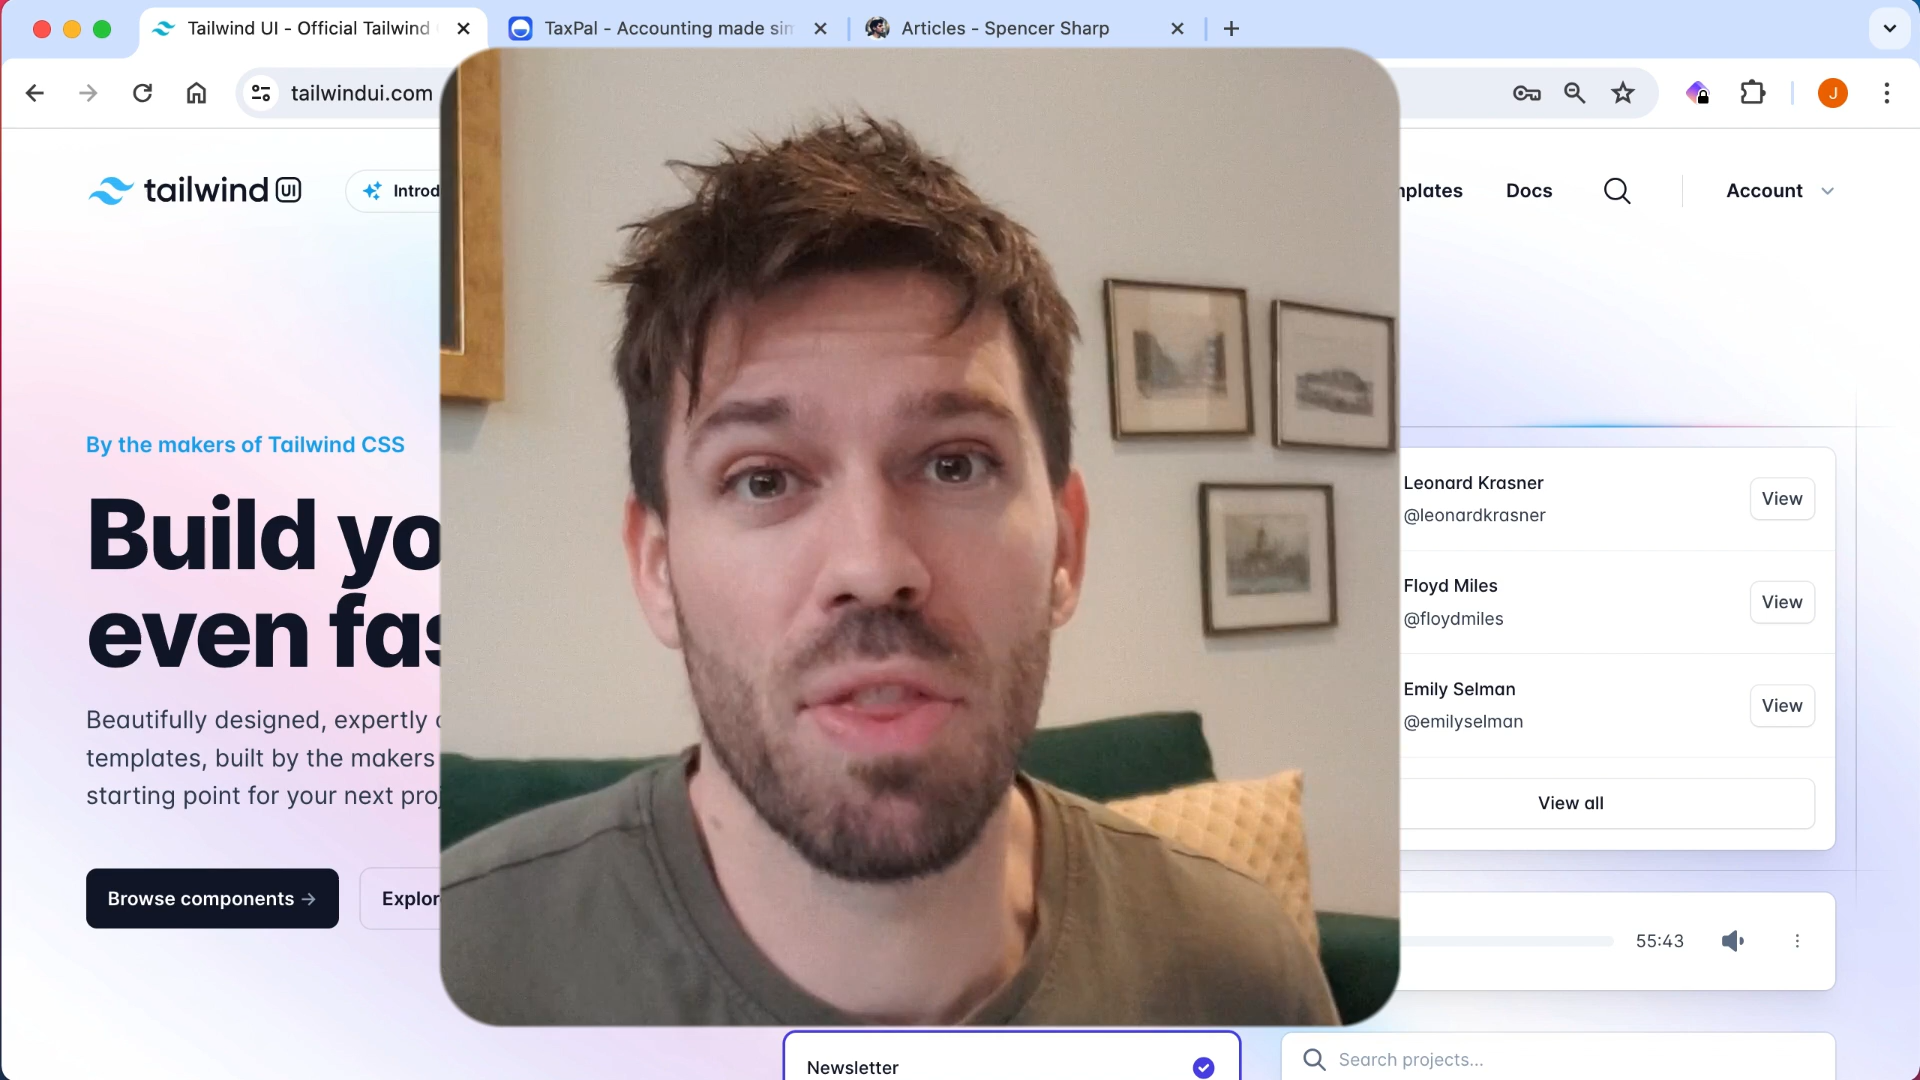 Tailwind UI - Official Tailwind
TaxPal - Accounting made sim
Articles - Spencer Sharp
tailwindui.com
J
tailwind UI
Introd
nplates
Docs
Account
By the makers of Tailwind CSS
Build yo
even fas
Beautifully designed, expertly c
templates, built by the makers
starting point for your next proj
Browse components →
Explor
Leonard Krasner
@leonardkrasner
View
Floyd Miles
@floydmiles
View
Emily Selman
@emilyselman
View
View all
55:43
Newsletter
Search projects...